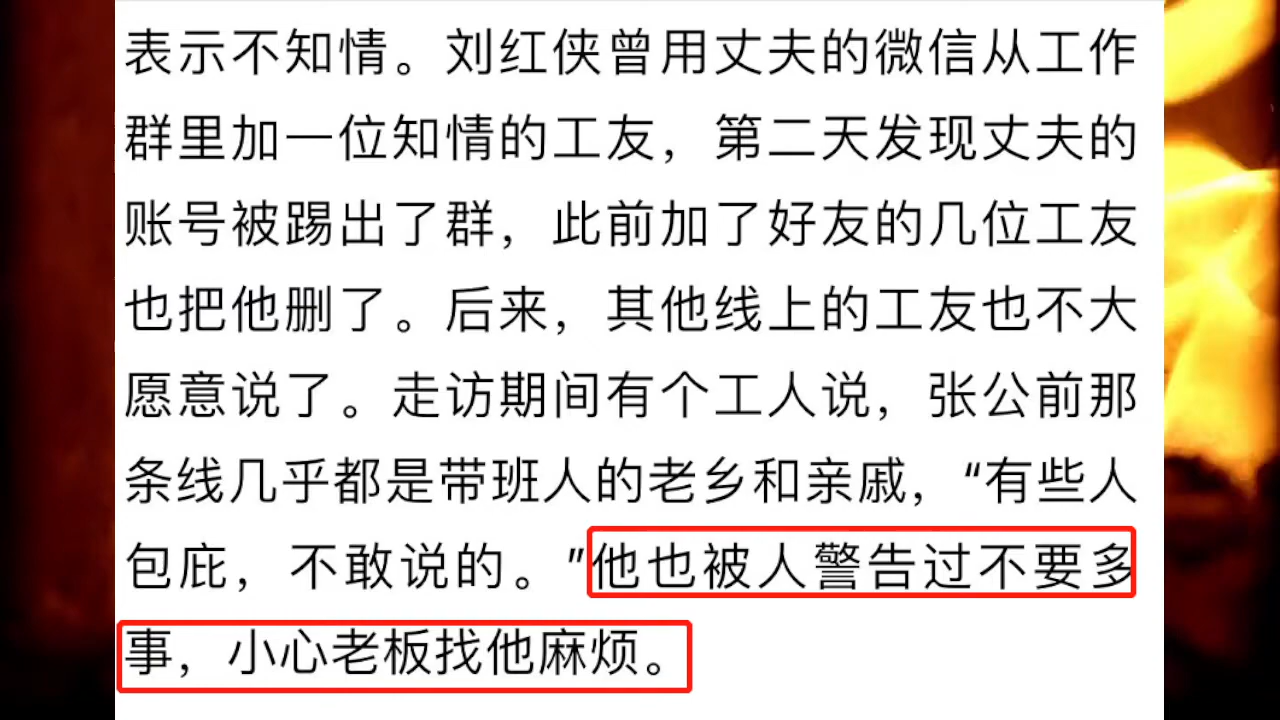 表示不知情。刘红侠曾用丈夫的微信从工作
群里加一位知情的工友，第二天发现丈夫的
账号被踢出了群，此前加了好友的几位工友
也把他删了。后来，其他线上的工友也不大
愿意说了。走访期间有个工人说，张公前那
条线几乎都是带班人的老乡和亲戚，“有些人
包庇，不敢说的。”他也被人警告过不要多
事，小心老板找他麻烦。